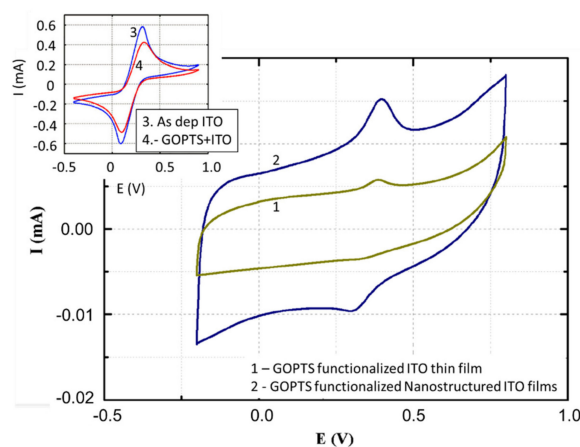 0.6
0.4
0.2
0
-0.2
-0.4
-0.6
I (mA)
3
4
3. As dep ITO
4.- GOPTS+ITO
-0.5 0 0.5 1.0
E (V)
2
1
0.00
-0.01
-0.02
I (mA)
1 – GOPTS functionalized ITO thin film
2 - GOPTS functionalized Nanostructured ITO films
-0.5 0.0 0.5 1.0
E (V)